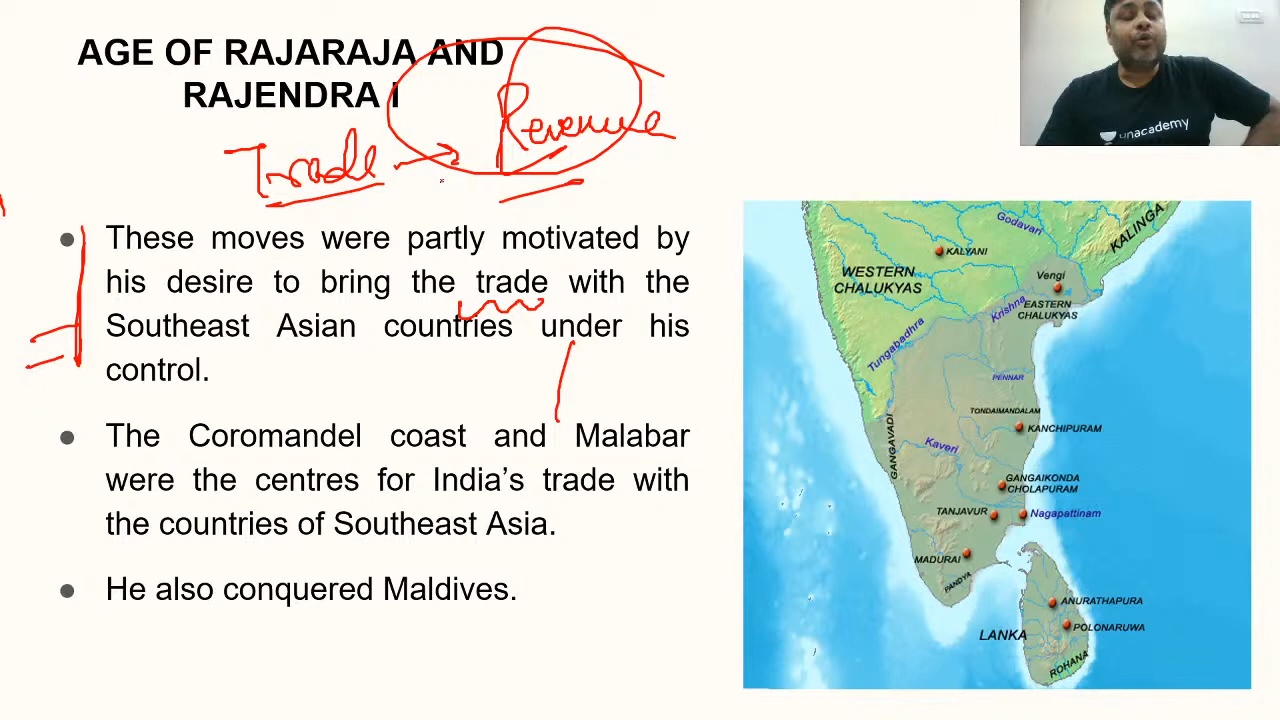 AGE OF RAJARAJA AND
RAJENDRA I
Revenue
Trade
These moves were partly motivated by
his desire to bring the trade with the
Southeast Asian countries under his
control.
The Coromandel coast and Malabar
were the centres for India's trade with
the countries of Southeast Asia.
He also conquered Maldives.
unacademy
Godavari
KALINGA
KALYANI
WESTERN
CHALUKYAS
Vengi
EASTERN
CHALUKYAS
Krishna
Tungabadhra
PENNAR
TONDAIMANDALAM
KANCHIPURAM
GANGAVADI
Kaveri
GANGAIKONDA
CHOLAPURAM
TANJAVUR
Nagapattinam
MADURAI
PANDYA
ANURATHAPURA
POLONARUWA
LANKA
ROHANA